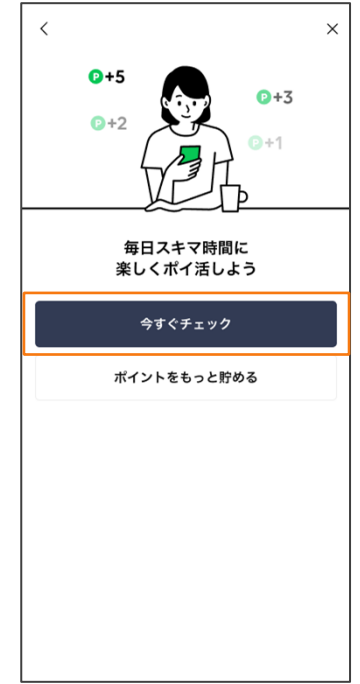 P+5
P+3
P+2
P+1
毎日スキマ時間に
楽しくポイ活しよう
今すぐチェック
ポイントをもっと貯める